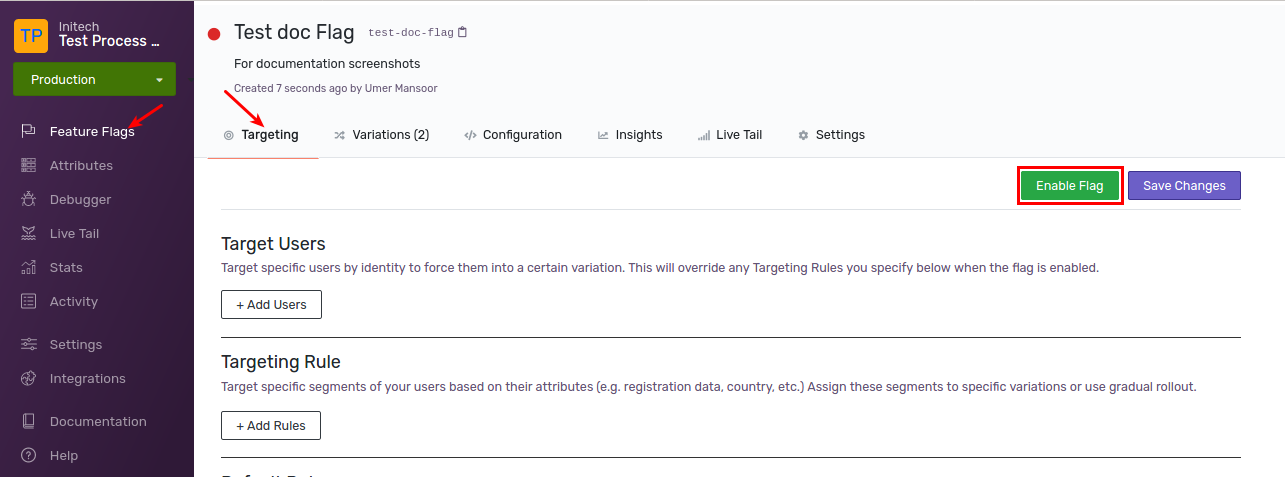 TP
Initech
Test Process ...
Production
Feature Flags
Attributes
Debugger
Live Tail
Stats
Activity
Settings
Integrations
Documentation
Help
Test doc Flag test-doc-flag
For documentation screenshots
Created 7 seconds ago by Umer Mansoor
Targeting Variations (2) Configuration Insights Live Tail Settings
Enable Flag Save Changes
Target Users
Target specific users by identity to force them into a certain variation. This will override any Targeting Rules you specify below when the flag is enabled.
+ Add Users
Targeting Rule
Target specific segments of your users based on their attributes (e.g. registration data, country, etc.) Assign these segments to specific variations or use gradual rollout.
+ Add Rules